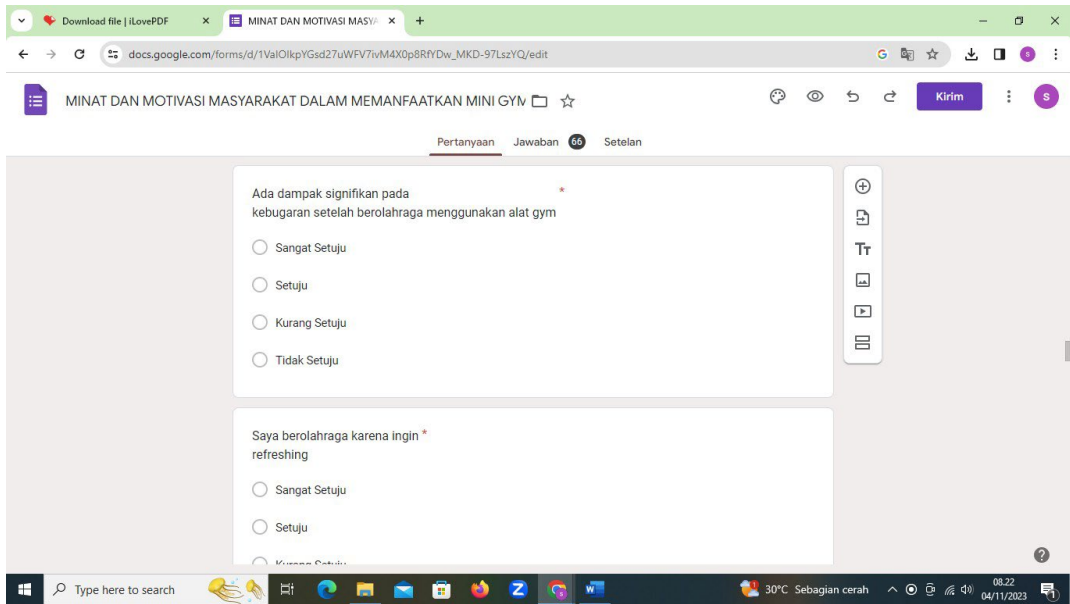 Download file | iLovePDF
MINAT DAN MOTIVASI MASYA
docs.google.com/forms/d/1ValOIkpYGsd27uWFV7ivM4X0p8RfYDw_MKD-97LszYQ/edit
MINAT DAN MOTIVASI MASYARAKAT DALAM MEMANFAATKAN MINI GYM
Kirim
S
Pertanyaan Jawaban 66 Setelan
Ada dampak signifikan pada *
kebugaran setelah berolahraga menggunakan alat gym
Sangat Setuju
Setuju
Kurang Setuju
Tidak Setuju
Saya berolahraga karena ingin *
refreshing
Sangat Setuju
Setuju
Kurang Setuju
Type here to search
30°C Sebagian cerah
08.22
04/11/2023